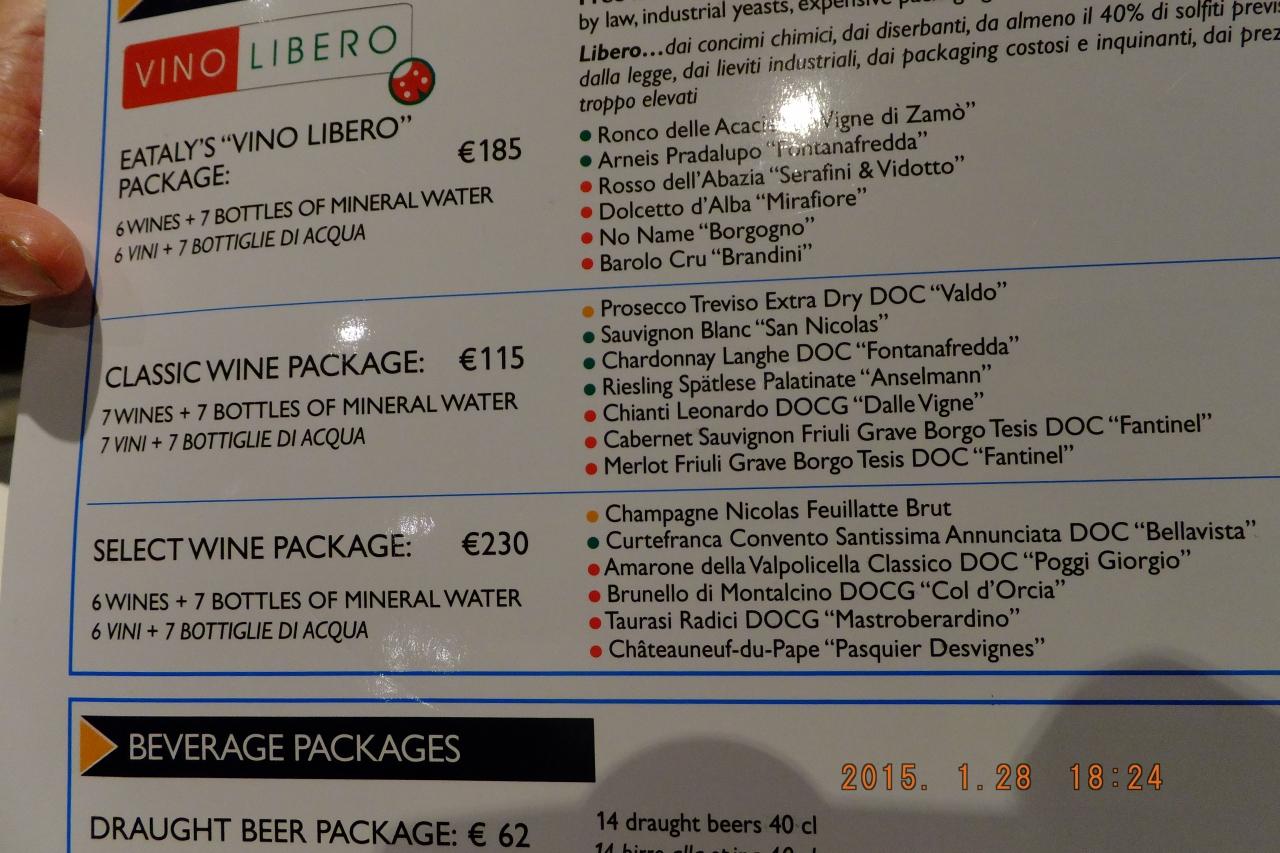 VINO LIBERO
EATALY'S “VINO LIBERO”
PACKAGE: €185
6 WINES + 7 BOTTLES OF MINERAL WATER
6 VINI + 7 BOTTIGLIE DI ACQUA
by law, industrial yeasts, expensive
Libero...dai concimi chimici, dai diserbanti, da almeno il 40% di solfiti
dalla legge, dai lieviti industriali, dai packaging costosi e inquinanti, dai
troppo elevati
Ronco delle Vigne di Zamò”
Arneis Pradalupo “Fontanafredda”
Rosso dell'Abazia “Serafini & Vidotto”
Dolcetto d'Alba “Mirafiore”
No Name “Borgogno”
Barolo Cru “Brandini”
CLASSIC WINE PACKAGE: €115
7 WINES + 7 BOTTLES OF MINERAL WATER
7 VINI + 7 BOTTIGLIE DI ACQUA
Prosecco Treviso Extra Dry DOC “Valdo”
Sauvignon Blanc “San Nicolas”
Chardonnay Langhe DOC “Fontanafredda”
Riesling Spätlese Palatinate “Anselmann”
Chianti Leonardo DOCG “Dalle Vigne”
Cabernet Sauvignon Friuli Grave Borgo Tesis DOC “Fantinel”
Merlot Friuli Grave Borgo Tesis DOC “Fantinel”
SELECT WINE PACKAGE: €230
6 WINES + 7 BOTTLES OF MINERAL WATER
6 VINI + 7 BOTTIGLIE DI ACQUA
Champagne Nicolas Feuillatte Brut
Curtefranca Convento Santissima Annunciata DOC “Bellavista”
Amarone della Valpolicella Classico DOC “Poggi Giorgio”
Brunello di Montalcino DOCG “Col d'Orcia”
Taurasi Radici DOCG “Mastroberardino”
Châteauneuf-du-Pape “Pasquier Desvignes”
BEVERAGE PACKAGES
DRAUGHT BEER PACKAGE: € 62
14 draught beers 40 cl
2015. 1.28 18:24